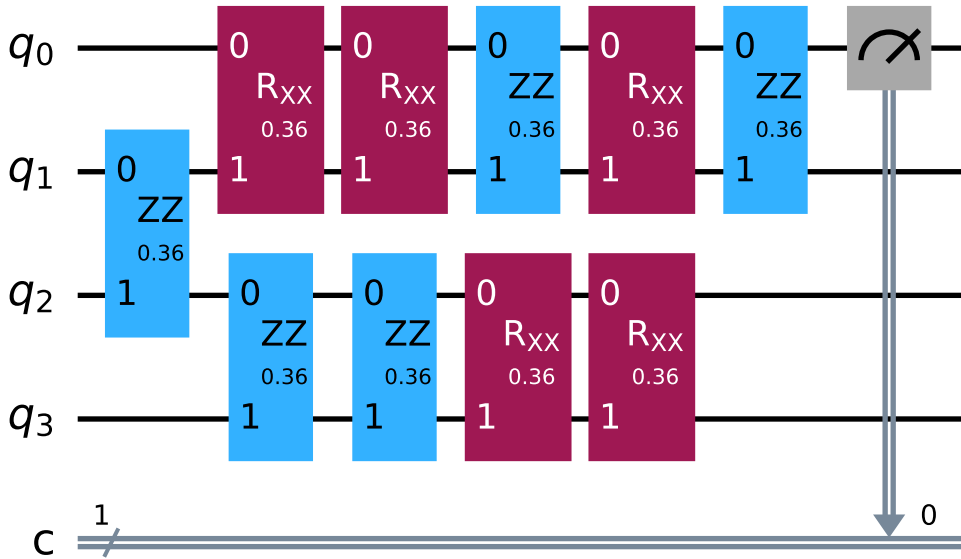 q0
0 0 0 0 0
RXX RXX ZZ RXX ZZ
0.36 0.36 0.36 0.36 0.36
q1 0 1 1 1 1 1
ZZ
0.36
q2 1 0 0 0 0
ZZ ZZ RXX RXX
0.36 0.36 0.36 0.36
q3 1 1 1 1
1 0
c